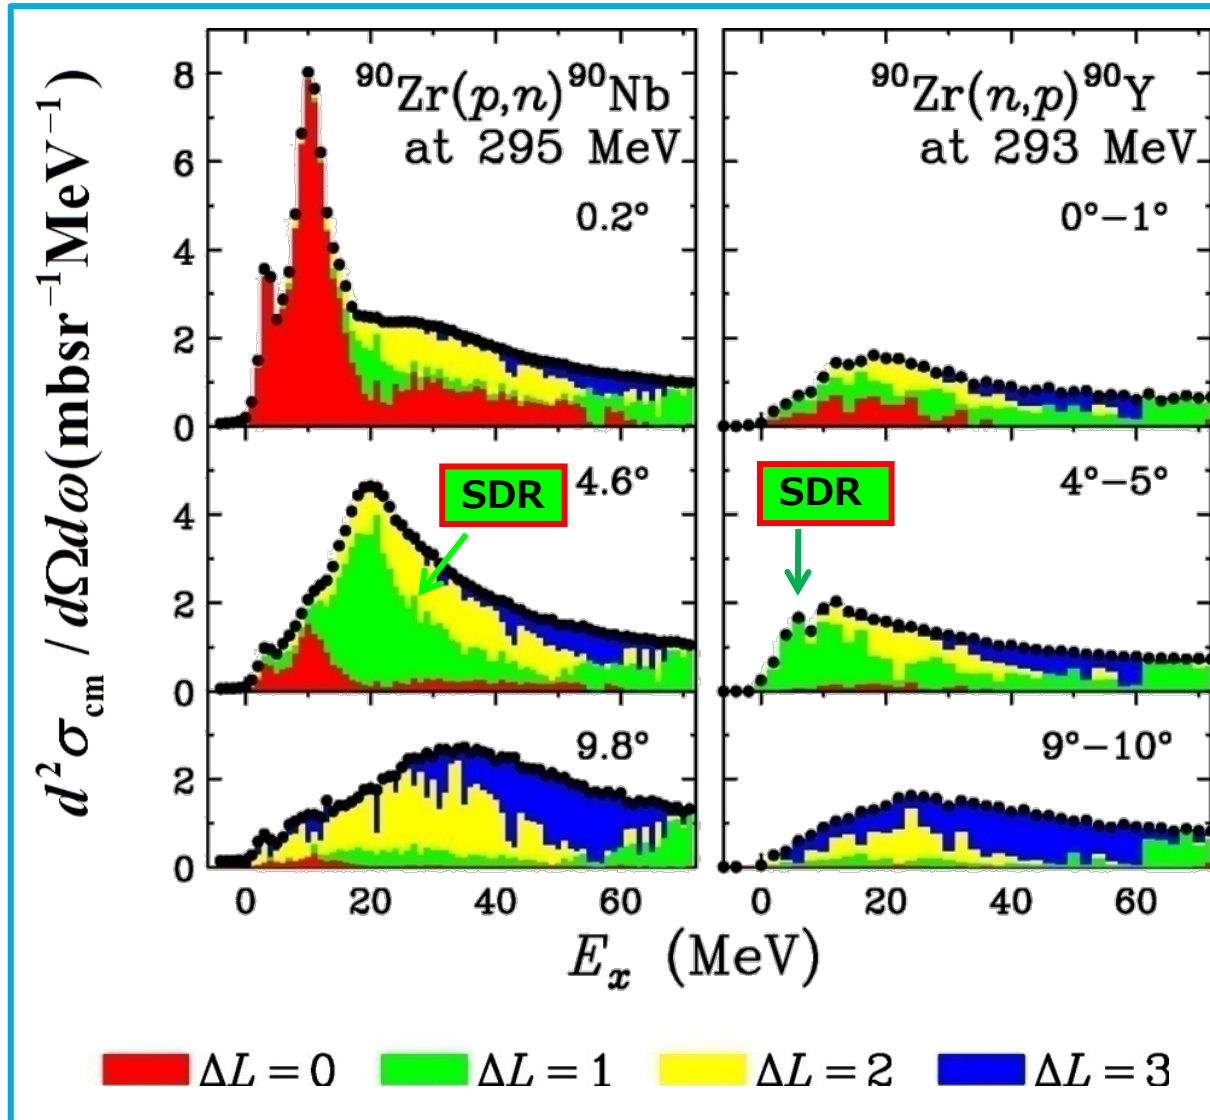 ⁹⁰Zr(p,n)⁹⁰Nb
at 295 MeV
0.2°
⁹⁰Zr(n,p)⁹⁰Y
at 293 MeV
0°−1°
8
6
4
2
0
SDR
4.6°
SDR
4°−5°
4
2
0
9.8°
9°−10°
2
0
d²σcm / dΩdω(mbsr⁻¹MeV⁻¹)
0 20 40 60 0 20 40 60
Eₓ (MeV)
ΔL = 0 ΔL = 1 ΔL = 2 ΔL = 3